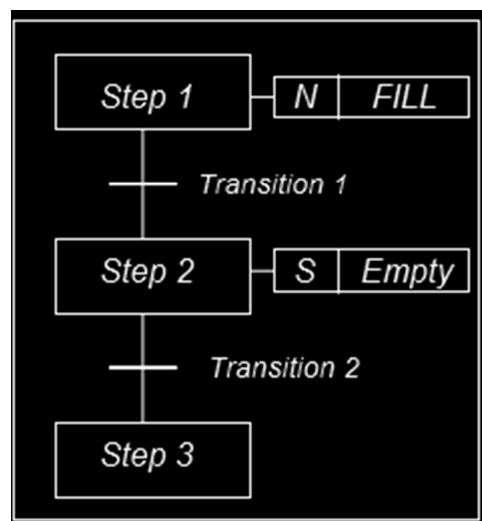 Step 1 N FILL
Transition 1
Step 2 S Empty
Transition 2
Step 3